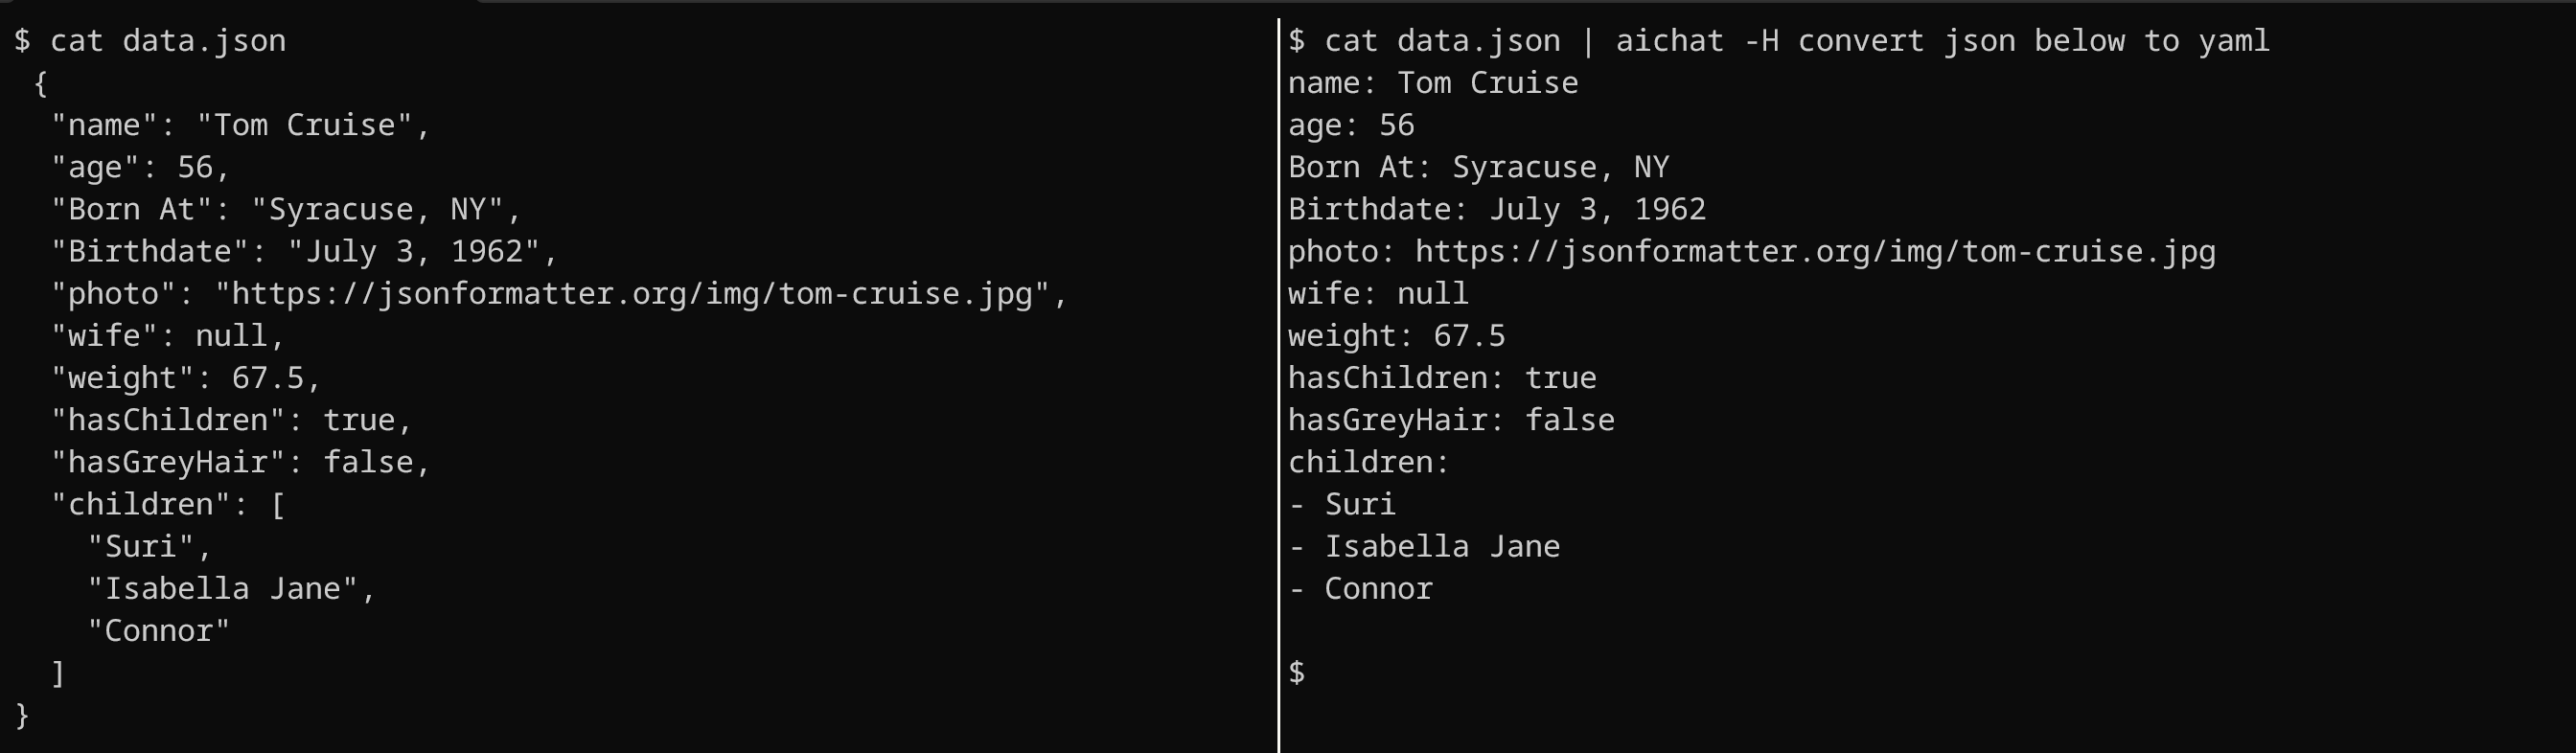 $ cat data.json
{
"name": "Tom Cruise",
"age": 56,
"Born At": "Syracuse, NY",
"Birthdate": "July 3, 1962",
"photo": "https://jsonformatter.org/img/tom-cruise.jpg",
"wife": null,
"weight": 67.5,
"hasChildren": true,
"hasGreyHair": false,
"children": [
"Suri",
"Isabella Jane",
"Connor"
]
}
$ cat data.json | aichat -H convert json below to yaml
name: Tom Cruise
age: 56
Born At: Syracuse, NY
Birthdate: July 3, 1962
photo: https://jsonformatter.org/img/tom-cruise.jpg
wife: null
weight: 67.5
hasChildren: true
hasGreyHair: false
children:
- Suri
- Isabella Jane
- Connor
$